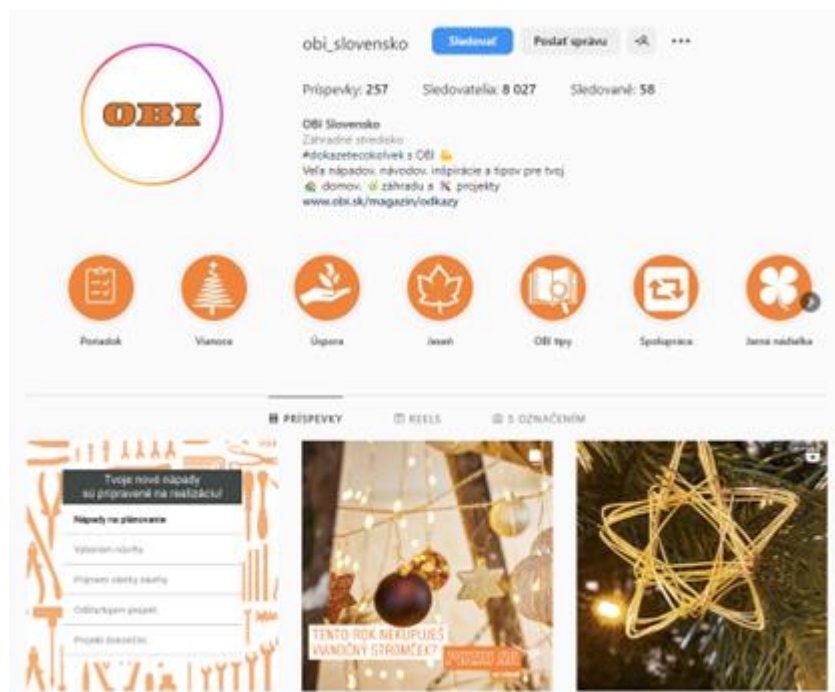 obi_slovensko
Sledovať
Poslať správu
Príspevky: 257
Sledovatelia: 8 027
Sledované: 58
OBI
OBI Slovensko
Záhradné stredisko
#dokazetecokolvek s OBI 💪
Veľa nápadov, návodov, inšpirácie a tipov pre tvoj
🏡 domov, 🌿 záhradu a 🛠 projekty
www.obi.sk/magazin/odkazy
Poriadok
Vianoce
Úspora
Jeseň
OBI tipy
Spolupráce
Jarná nádielka
PRÍSPEVKY
REELS
S OZNAČENÍM
Tvoje nové nápady
sú pripravené na realizáciu!
Nápady na plánovanie
TENTO ROK NEKUPUJEŠ
VIANOČNÝ STROMČEK?